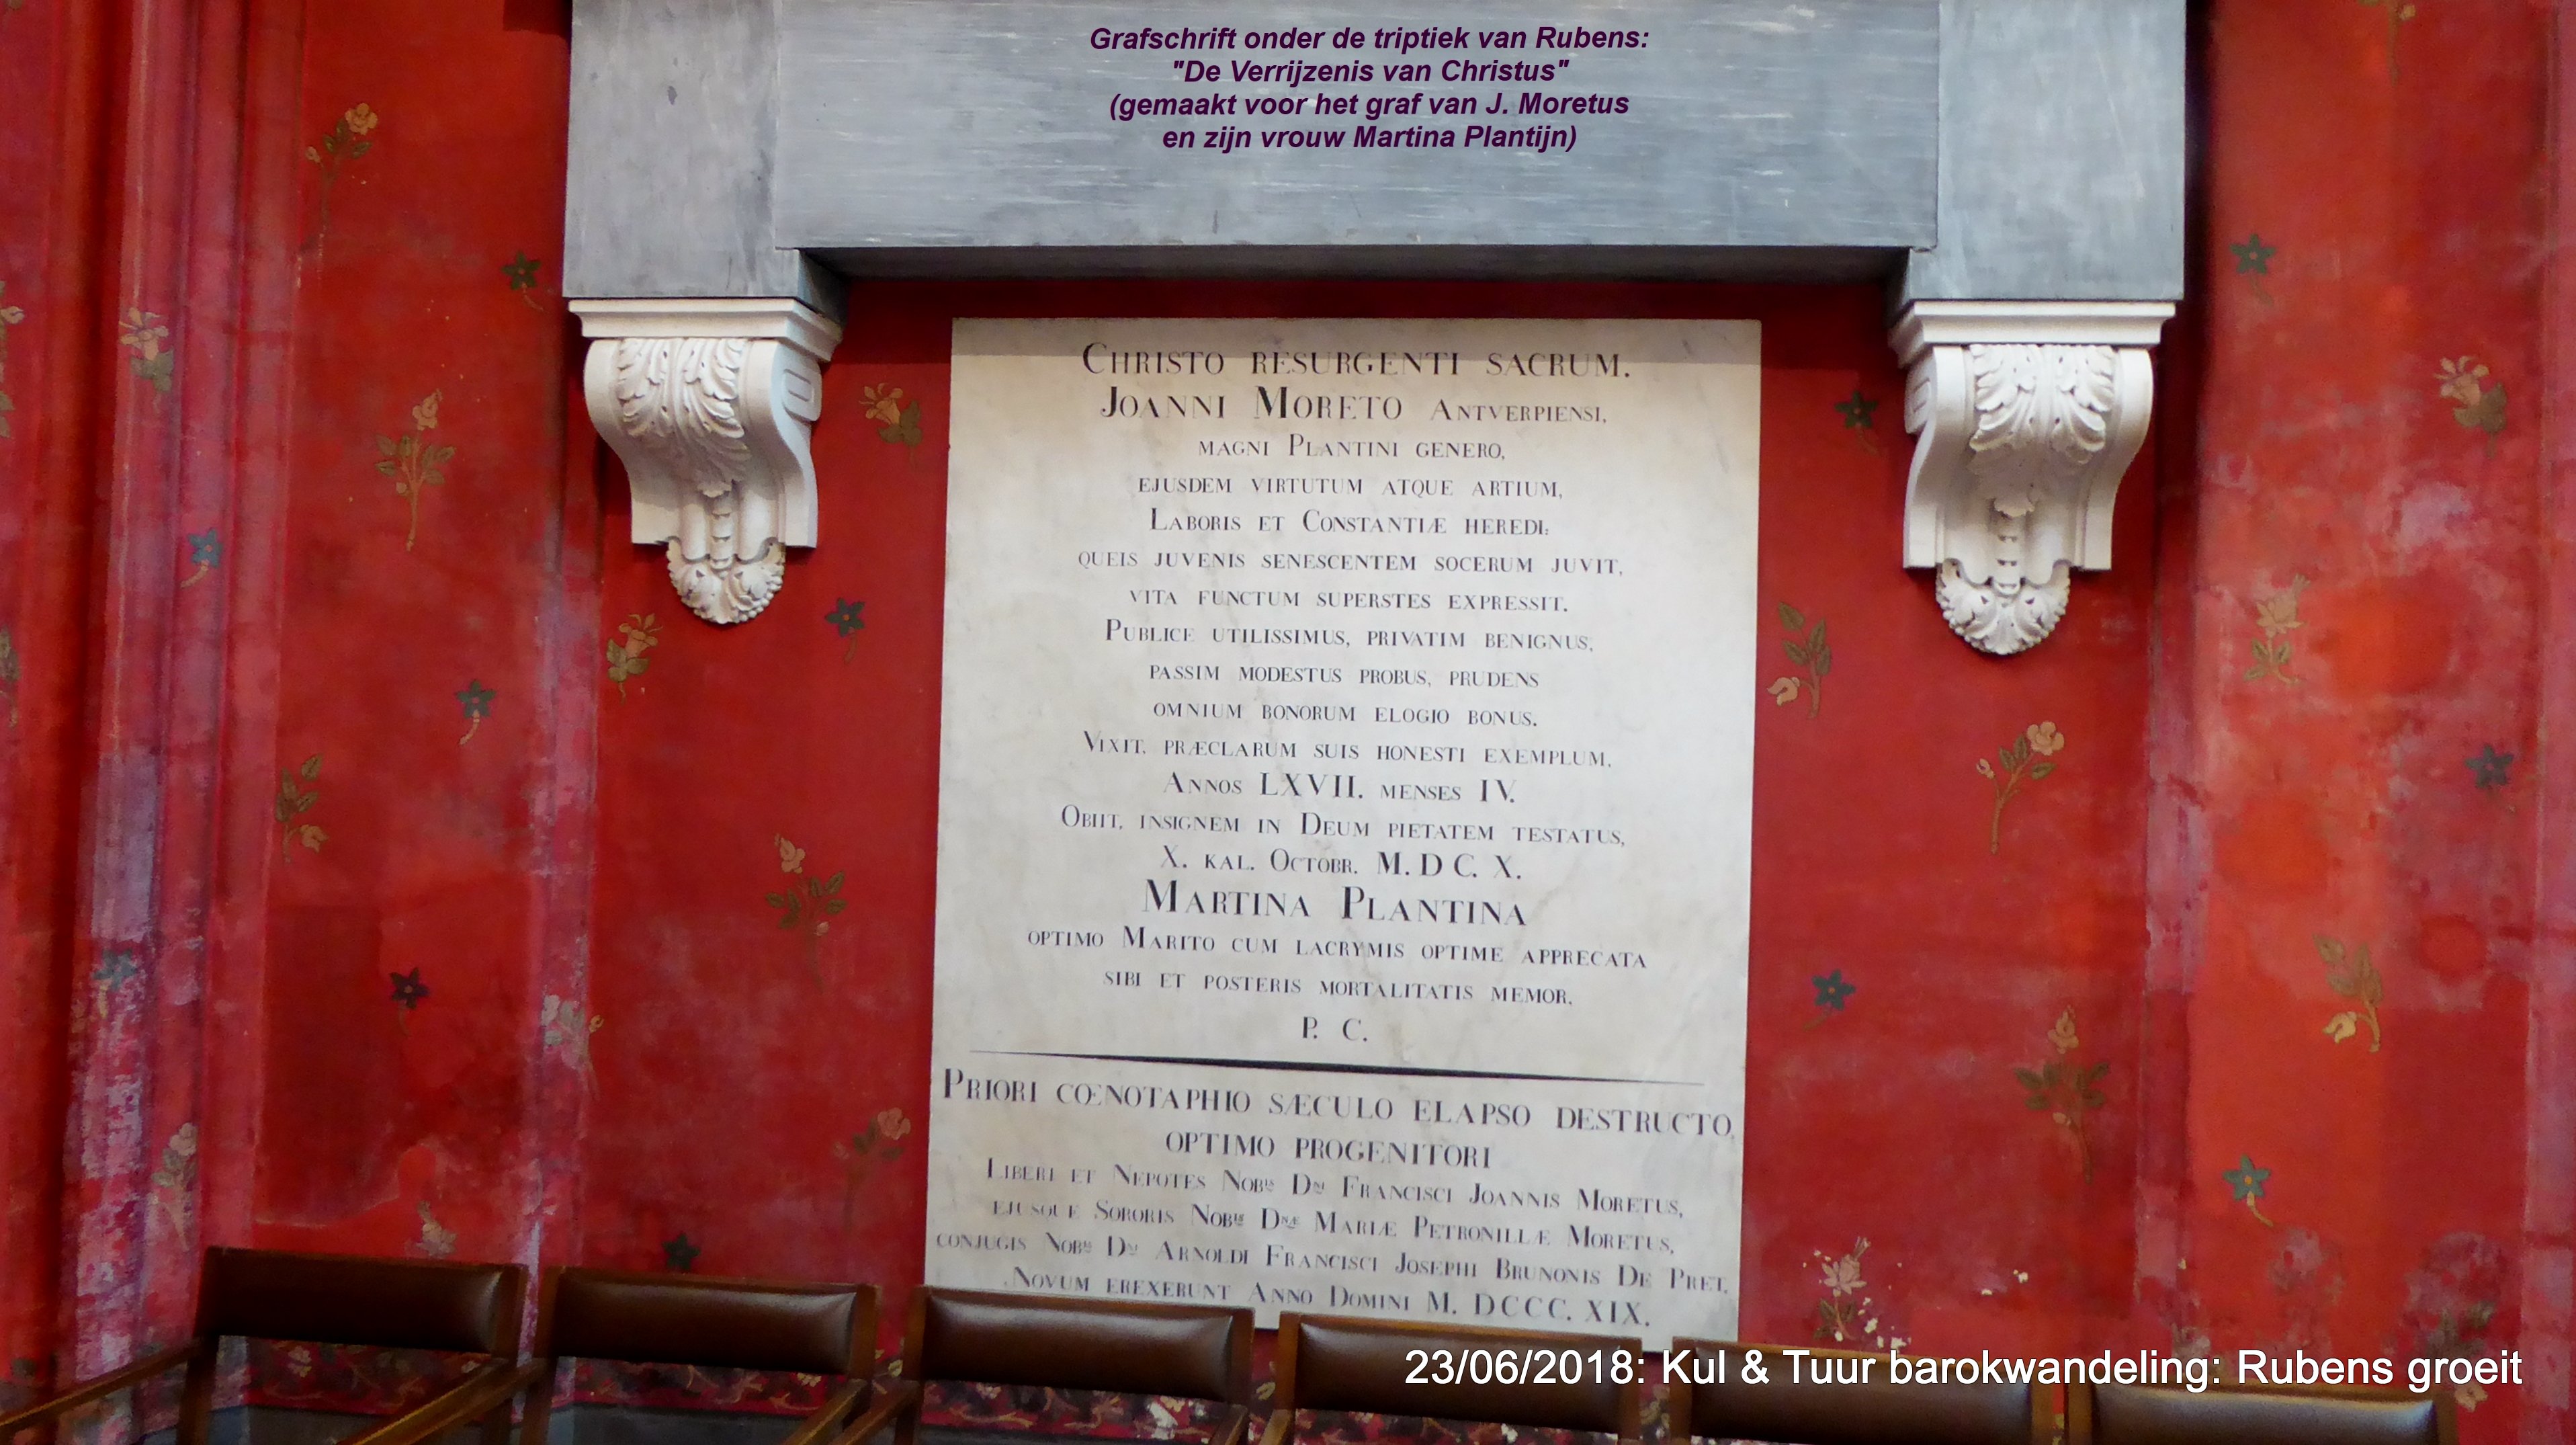 Grafschrift onder de triptiek van Rubens:
"De Verrijzenis van Christus"
(gemaakt voor het graf van J. Moretus
en zijn vrouw Martina Plantijn)
CHRISTO RESURGENTI SACRUM.
JOANNI MORETO ANTVERPIENSI,
MAGNI PLANTINI GENERO,
EJUSDEM VIRTUTUM ATQUE ARTIUM,
LABORIS ET CONSTANTIÆ HEREDI:
QUEIS JUVENIS SENESCENTEM SOCERUM JUVIT,
VITA FUNCTUM SUPERSTES EXPRESSIT.
PUBLICE UTILISSIMUS, PRIVATIM BENIGNUS,
PASSIM MODESTUS PROBUS, PRUDENS
OMNIUM BONORUM ELOGIO BONUS.
VIXIT, PRÆCLARUM SUIS HONESTI EXEMPLUM,
ANNOS LXVII. MENSES IV.
OBIIT, INSIGNEM IN DEUM PIETATEM TESTATUS,
X. KAL. OCTOBR. M. D C. X.
MARTINA PLANTINA
OPTIMO MARITO CUM LACRYMIS OPTIME APPRECATA
SIBI ET POSTERIS MORTALITATIS MEMOR.
P. C.
PRIORI CŒNOTAPHIO SÆCULO ELAPSO DESTRUCTO,
OPTIMO PROGENITORI
LIBERI ET NEPOTES NOBlis Dni FRANCISCI JOANNIS MORETUS,
EJUSQUE SORORIS NOBlis Dnæ MARIÆ PETRONILLÆ MORETUS,
CONJUGIS NOBlis Dni ARNOLDI FRANCISCI JOSEPHI BRUNONIS DE PRET,
NOVUM EREXERUNT ANNO DOMINI M. DCCC. XIX.
23/06/2018: Kul & Tuur barokwandeling: Rubens groeit